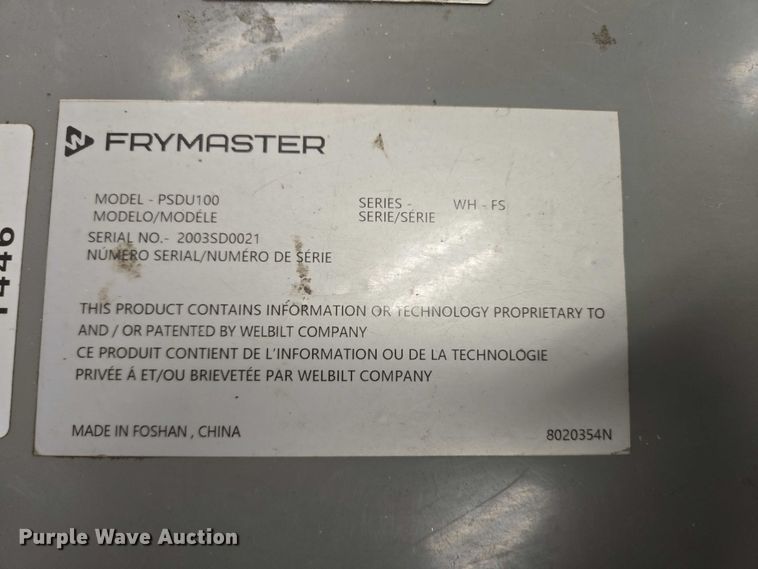 FRYMASTER
MODEL - PSDU100
MODELO/MODÉLE
SERIES - WH - FS
SERIE/SÉRIE
SERIAL NO.- 2003SD0021
NÚMERO SERIAL/NUMÉRO DE SÉRIE
THIS PRODUCT CONTAINS INFORMATION OR TECHNOLOGY PROPRIETARY TO
AND / OR PATENTED BY WELBILT COMPANY
CE PRODUIT CONTIENT DE L'INFORMATION OU DE LA TECHNOLOGIE
PRIVÉE Á ET/OU BRIEVETÉE PAR WELBILT COMPANY
MADE IN FOSHAN , CHINA
8020354N
Purple Wave Auction